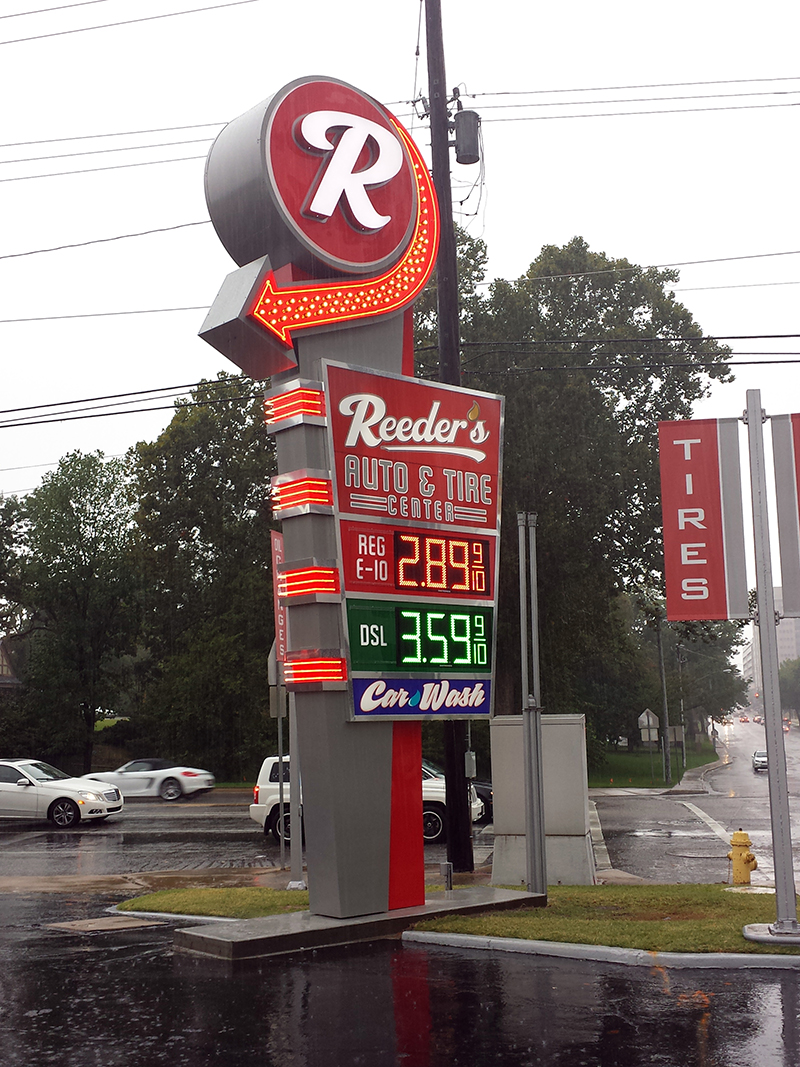 R
Reeder's
AUTO & TIRE
CENTER
REG
E-10
2.89 9/10
DSL
3.59 9/10
Car Wash
TIRES